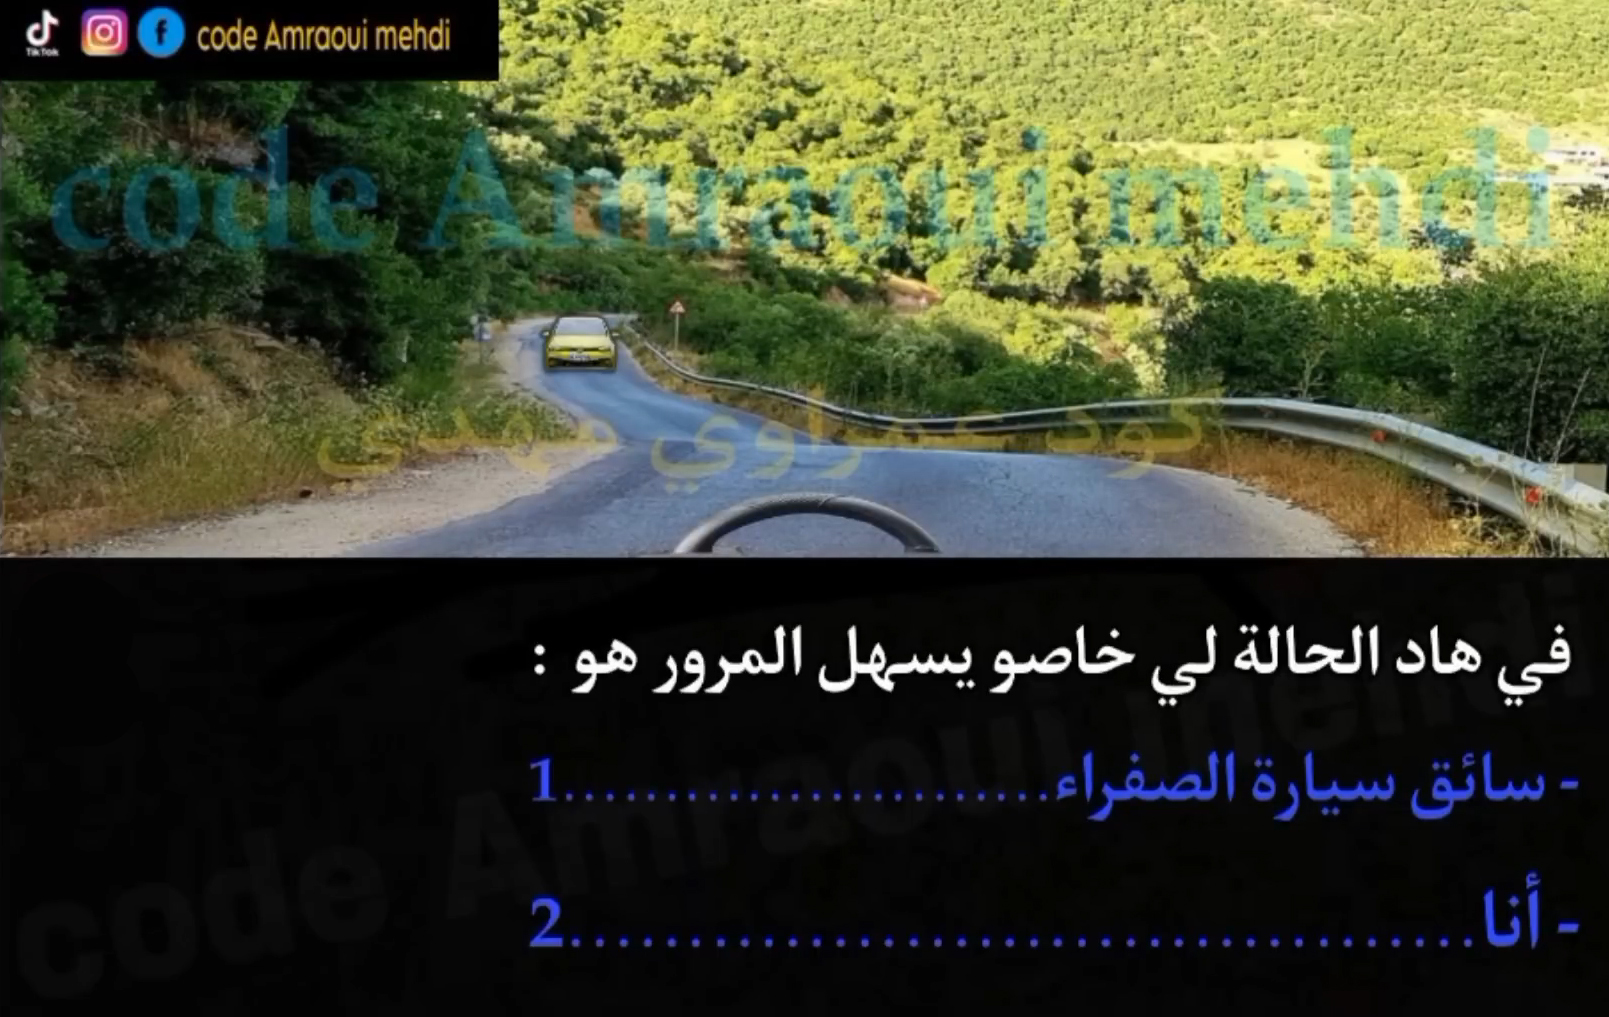 TikTok
code Amraoui mehdi
code Amraoui mehdi
كود عمراوي مهدي
في هاد الحالة لي خاصو يسهل المرور هو :
- سائق سيارة الصفراء.............................1
- أنا......................................2
code Amraoui mehdi